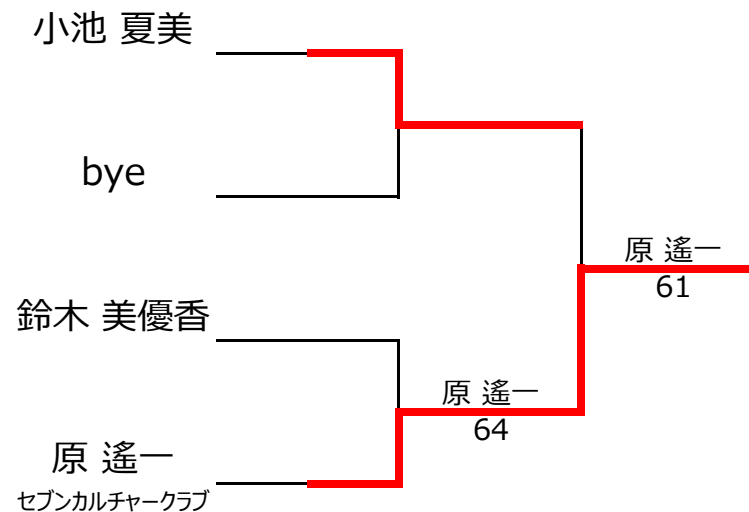 小池 夏美
bye
原 遙一
61
鈴木 美優香
原 遙一
64
原 遙一
セブンカルチャークラブ